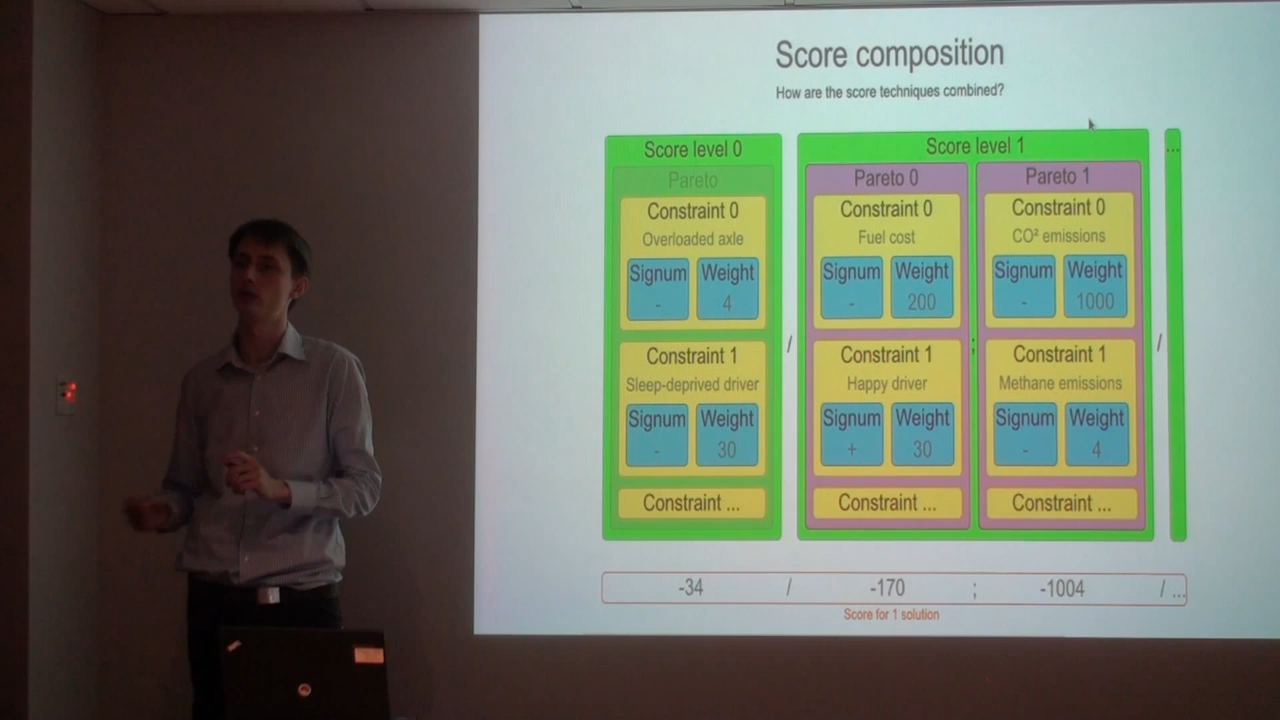 Score composition
How are the score techniques combined?
Score level 0
Pareto
Constraint 0
Overloaded axle
Signum Weight
- 4
Constraint 1
Sleep-deprived driver
Signum Weight
- 30
Constraint ...
/
Score level 1
Pareto 0
Constraint 0
Fuel cost
Signum Weight
- 200
Constraint 1
Happy driver
Signum Weight
+ 30
Constraint ...
;
Pareto 1
Constraint 0
CO² emissions
Signum Weight
- 1000
Constraint 1
Methane emissions
Signum Weight
- 4
Constraint ...
/
...
-34 / -170 ; -1004 / ...
Score for 1 solution